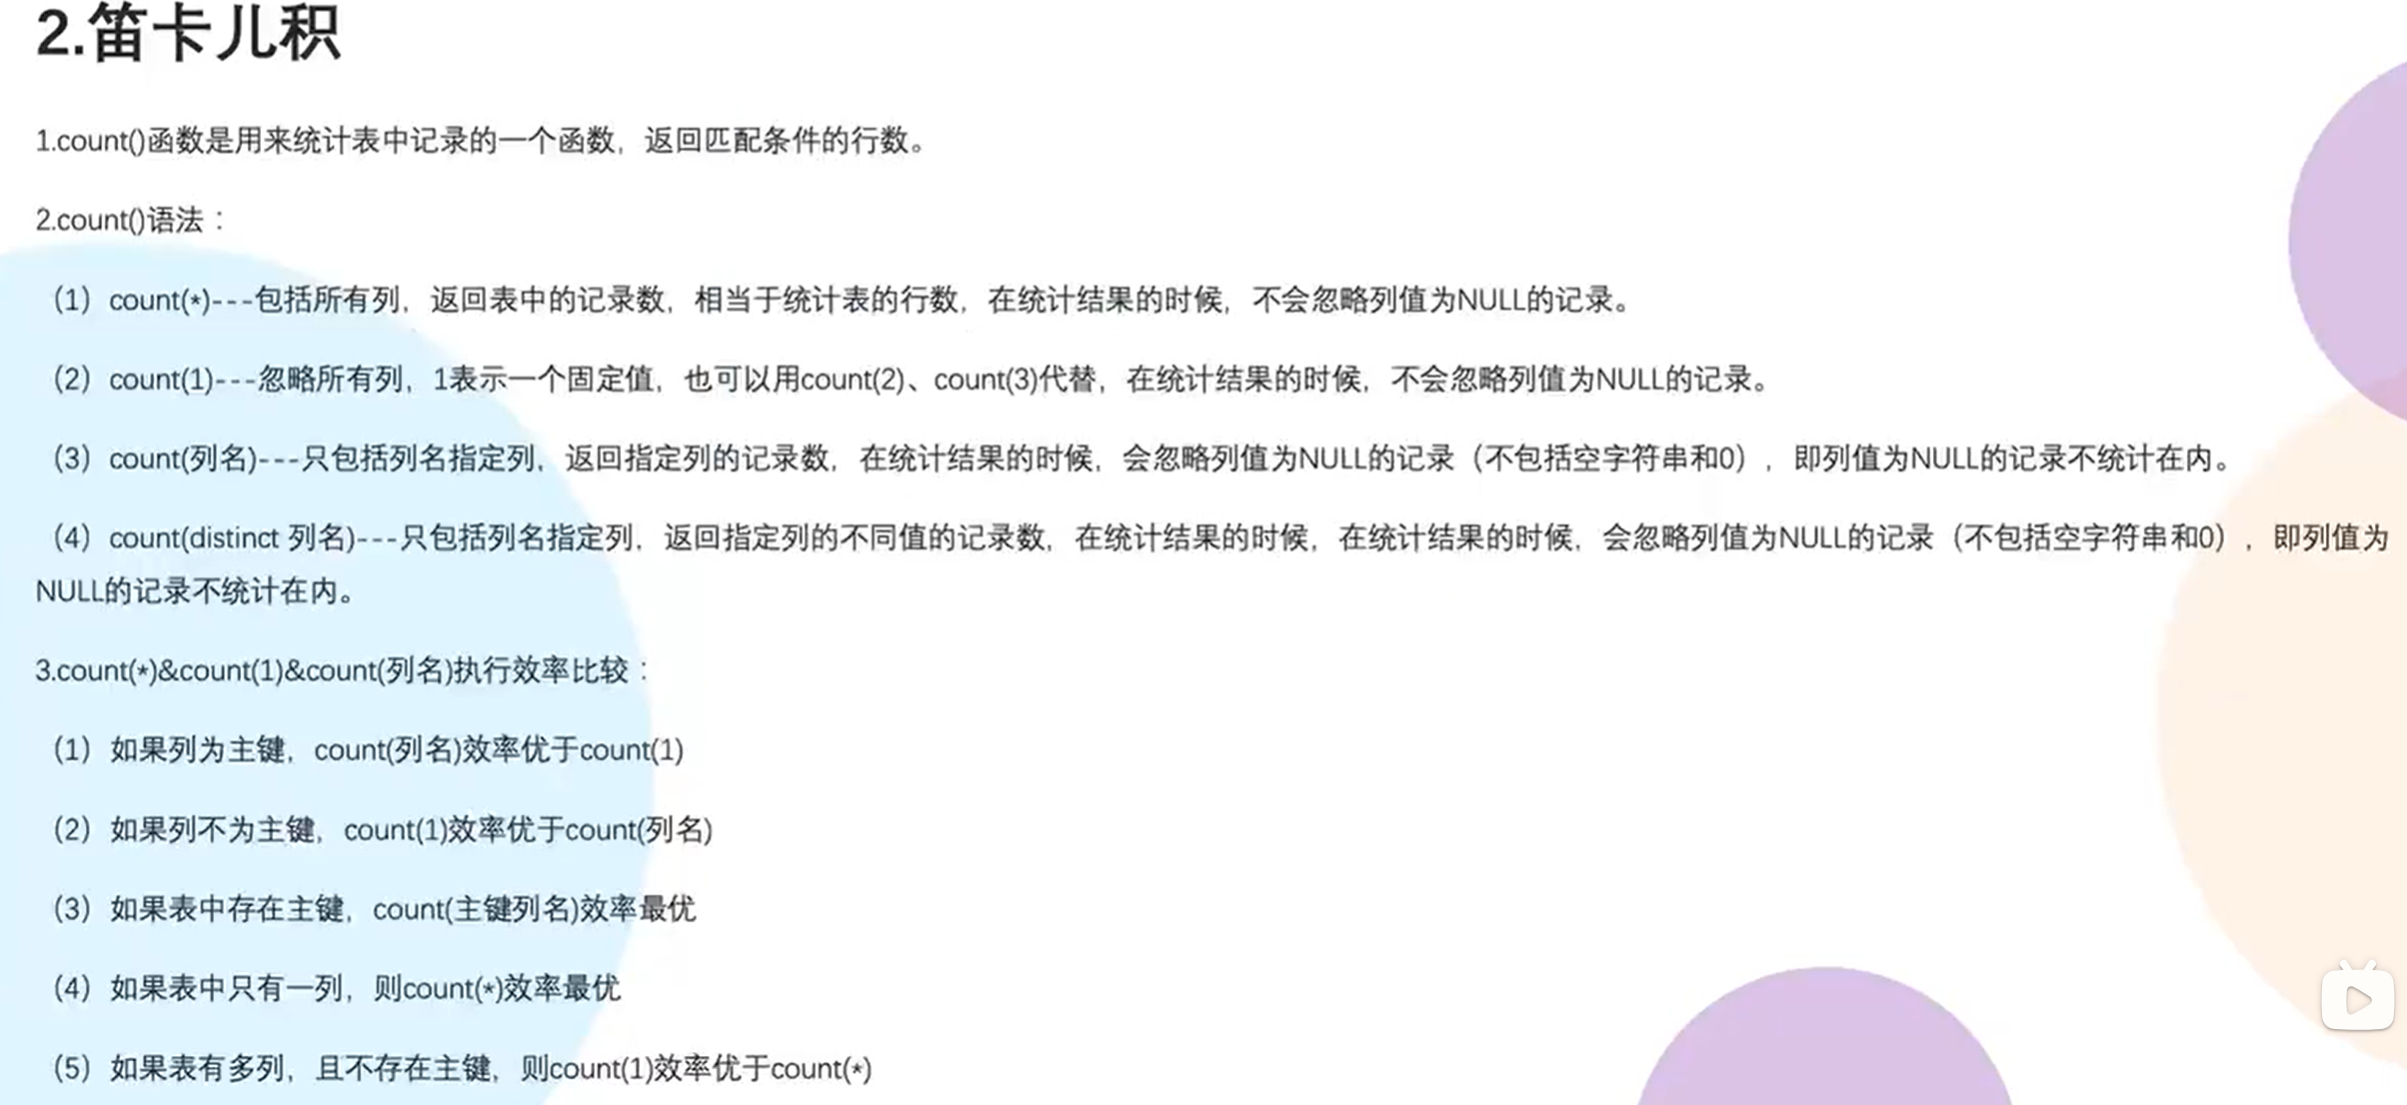 2.笛卡儿积
1.count()函数是用来统计表中记录的一个函数，返回匹配条件的行数。
2.count()语法：
（1）count(*)---包括所有列，返回表中的记录数，相当于统计表的行数，在统计结果的时候，不会忽略列值为NULL的记录。
（2）count(1)---忽略所有列，1表示一个固定值，也可以用count(2)、count(3)代替，在统计结果的时候，不会忽略列值为NULL的记录。
（3）count(列名)---只包括列名指定列，返回指定列的记录数，在统计结果的时候，会忽略列值为NULL的记录（不包括空字符串和0），即列值为NULL的记录不统计在内。
（4）count(distinct 列名)---只包括列名指定列，返回指定列的不同值的记录数，在统计结果的时候，在统计结果的时候，会忽略列值为NULL的记录（不包括空字符串和0），即列值为
NULL的记录不统计在内。
3.count(*)&count(1)&count(列名)执行效率比较：
（1）如果列为主键，count(列名)效率优于count(1)
（2）如果列不为主键，count(1)效率优于count(列名)
（3）如果表中存在主键，count(主键列名)效率最优
（4）如果表中只有一列，则count(*)效率最优
（5）如果表有多列，且不存在主键，则count(1)效率优于count(*)